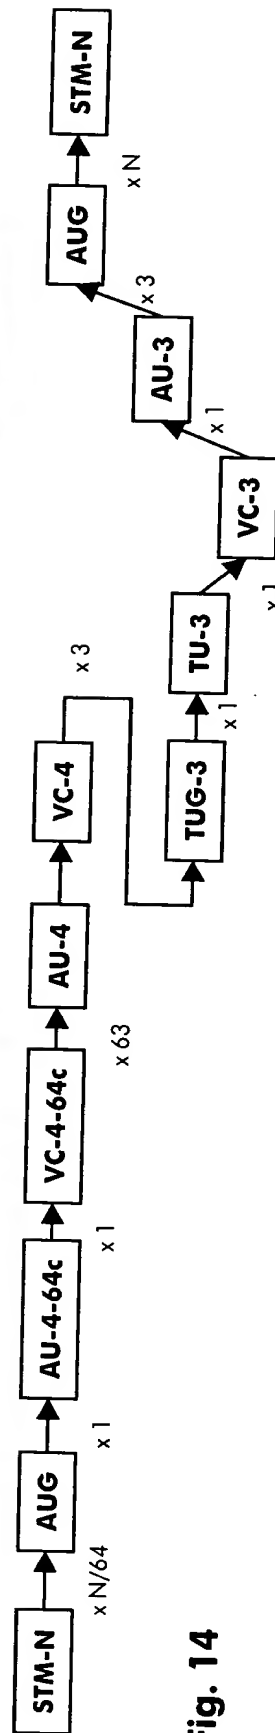 STM-N
x N/64
AUG
x 1
AU-4-64c
x 1
VC-4-64c
x 63
AU-4
VC-4
x 3
TUG-3
x 1
TU-3
x 1
VC-3
x 1
AU-3
x 3
AUG
x N
STM-N
Fig. 14